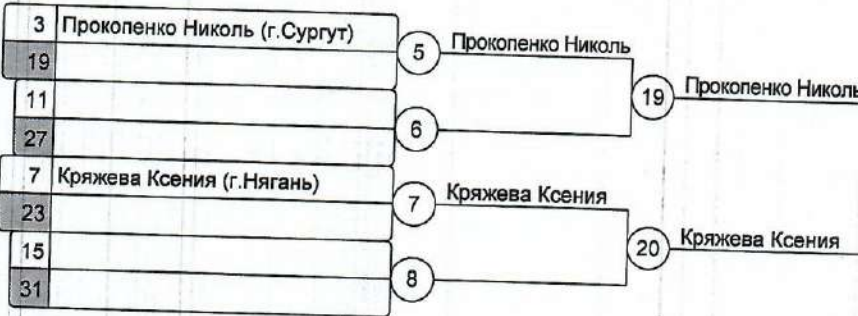 3 Прокопенко Николь (г.Сургут)
19
5 Прокопенко Николь
11
27
6
19 Прокопенко Николь
7 Кряжева Ксения (г.Нягань)
23
7 Кряжева Ксения
15
31
8
20 Кряжева Ксения